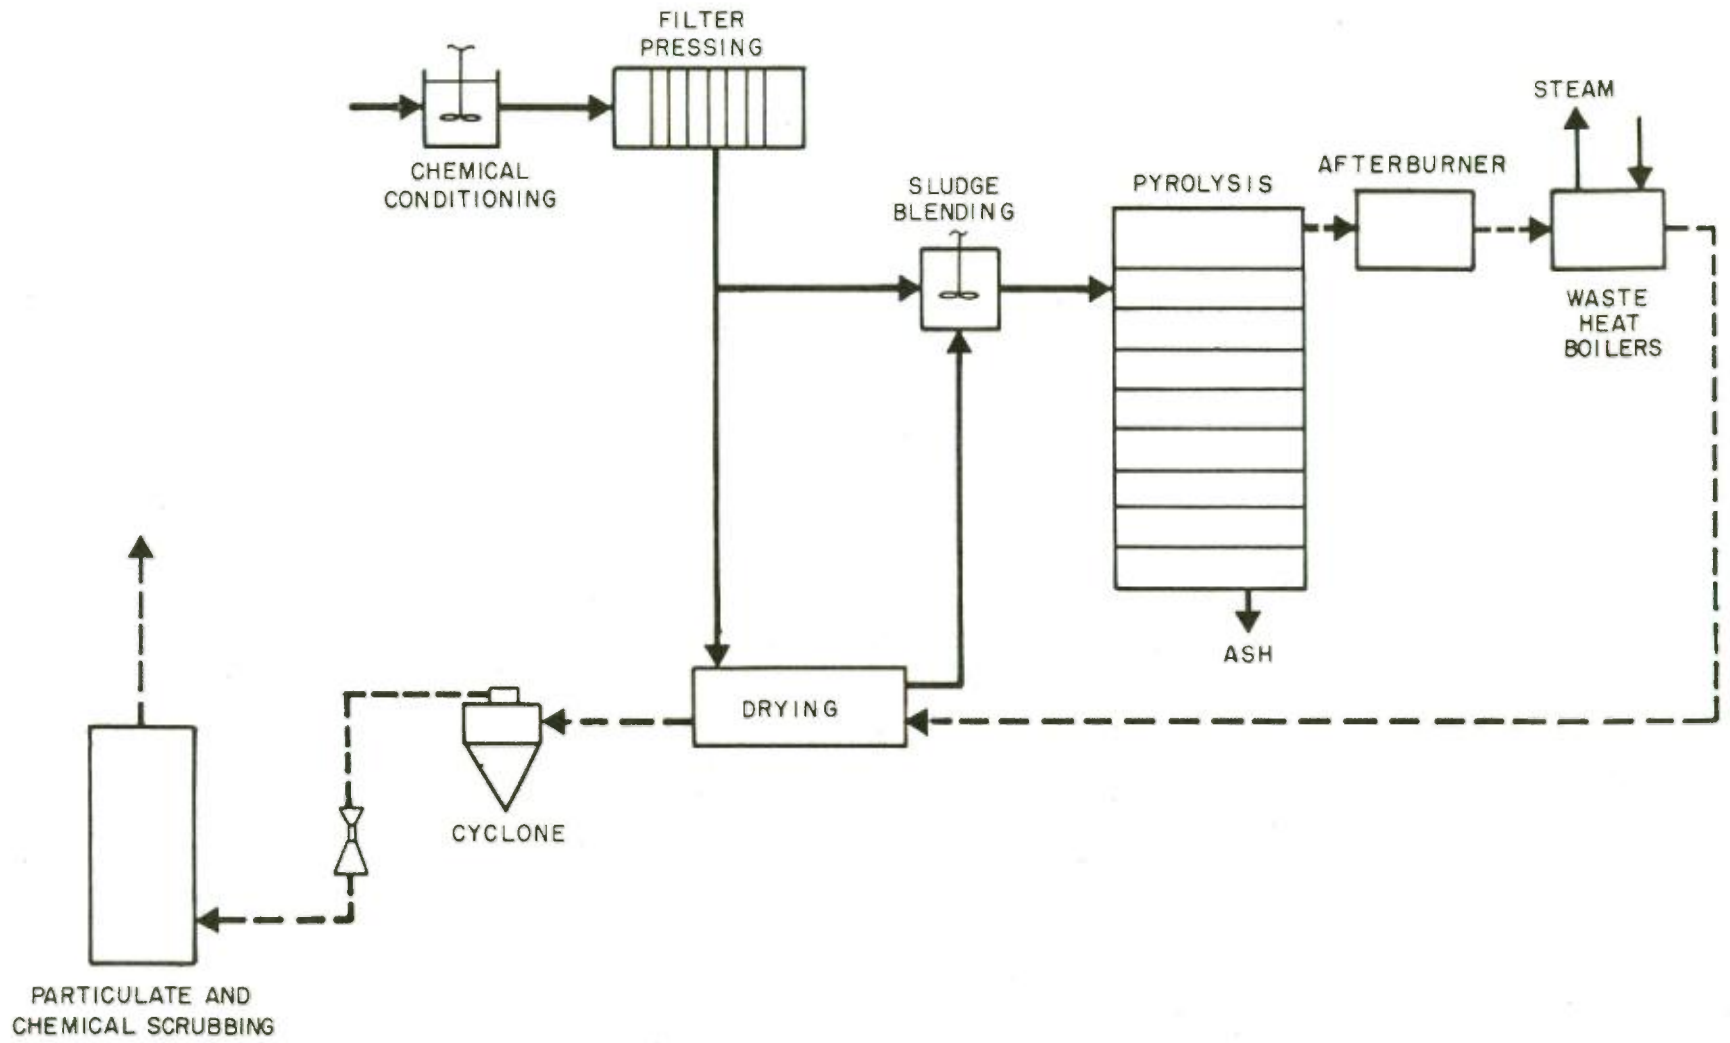 FILTER
PRESSING
CHEMICAL
CONDITIONING
SLUDGE
BLENDING
PYROLYSIS
AFTERBURNER
STEAM
WASTE
HEAT
BOILERS
ASH
DRYING
CYCLONE
PARTICULATE AND
CHEMICAL SCRUBBING